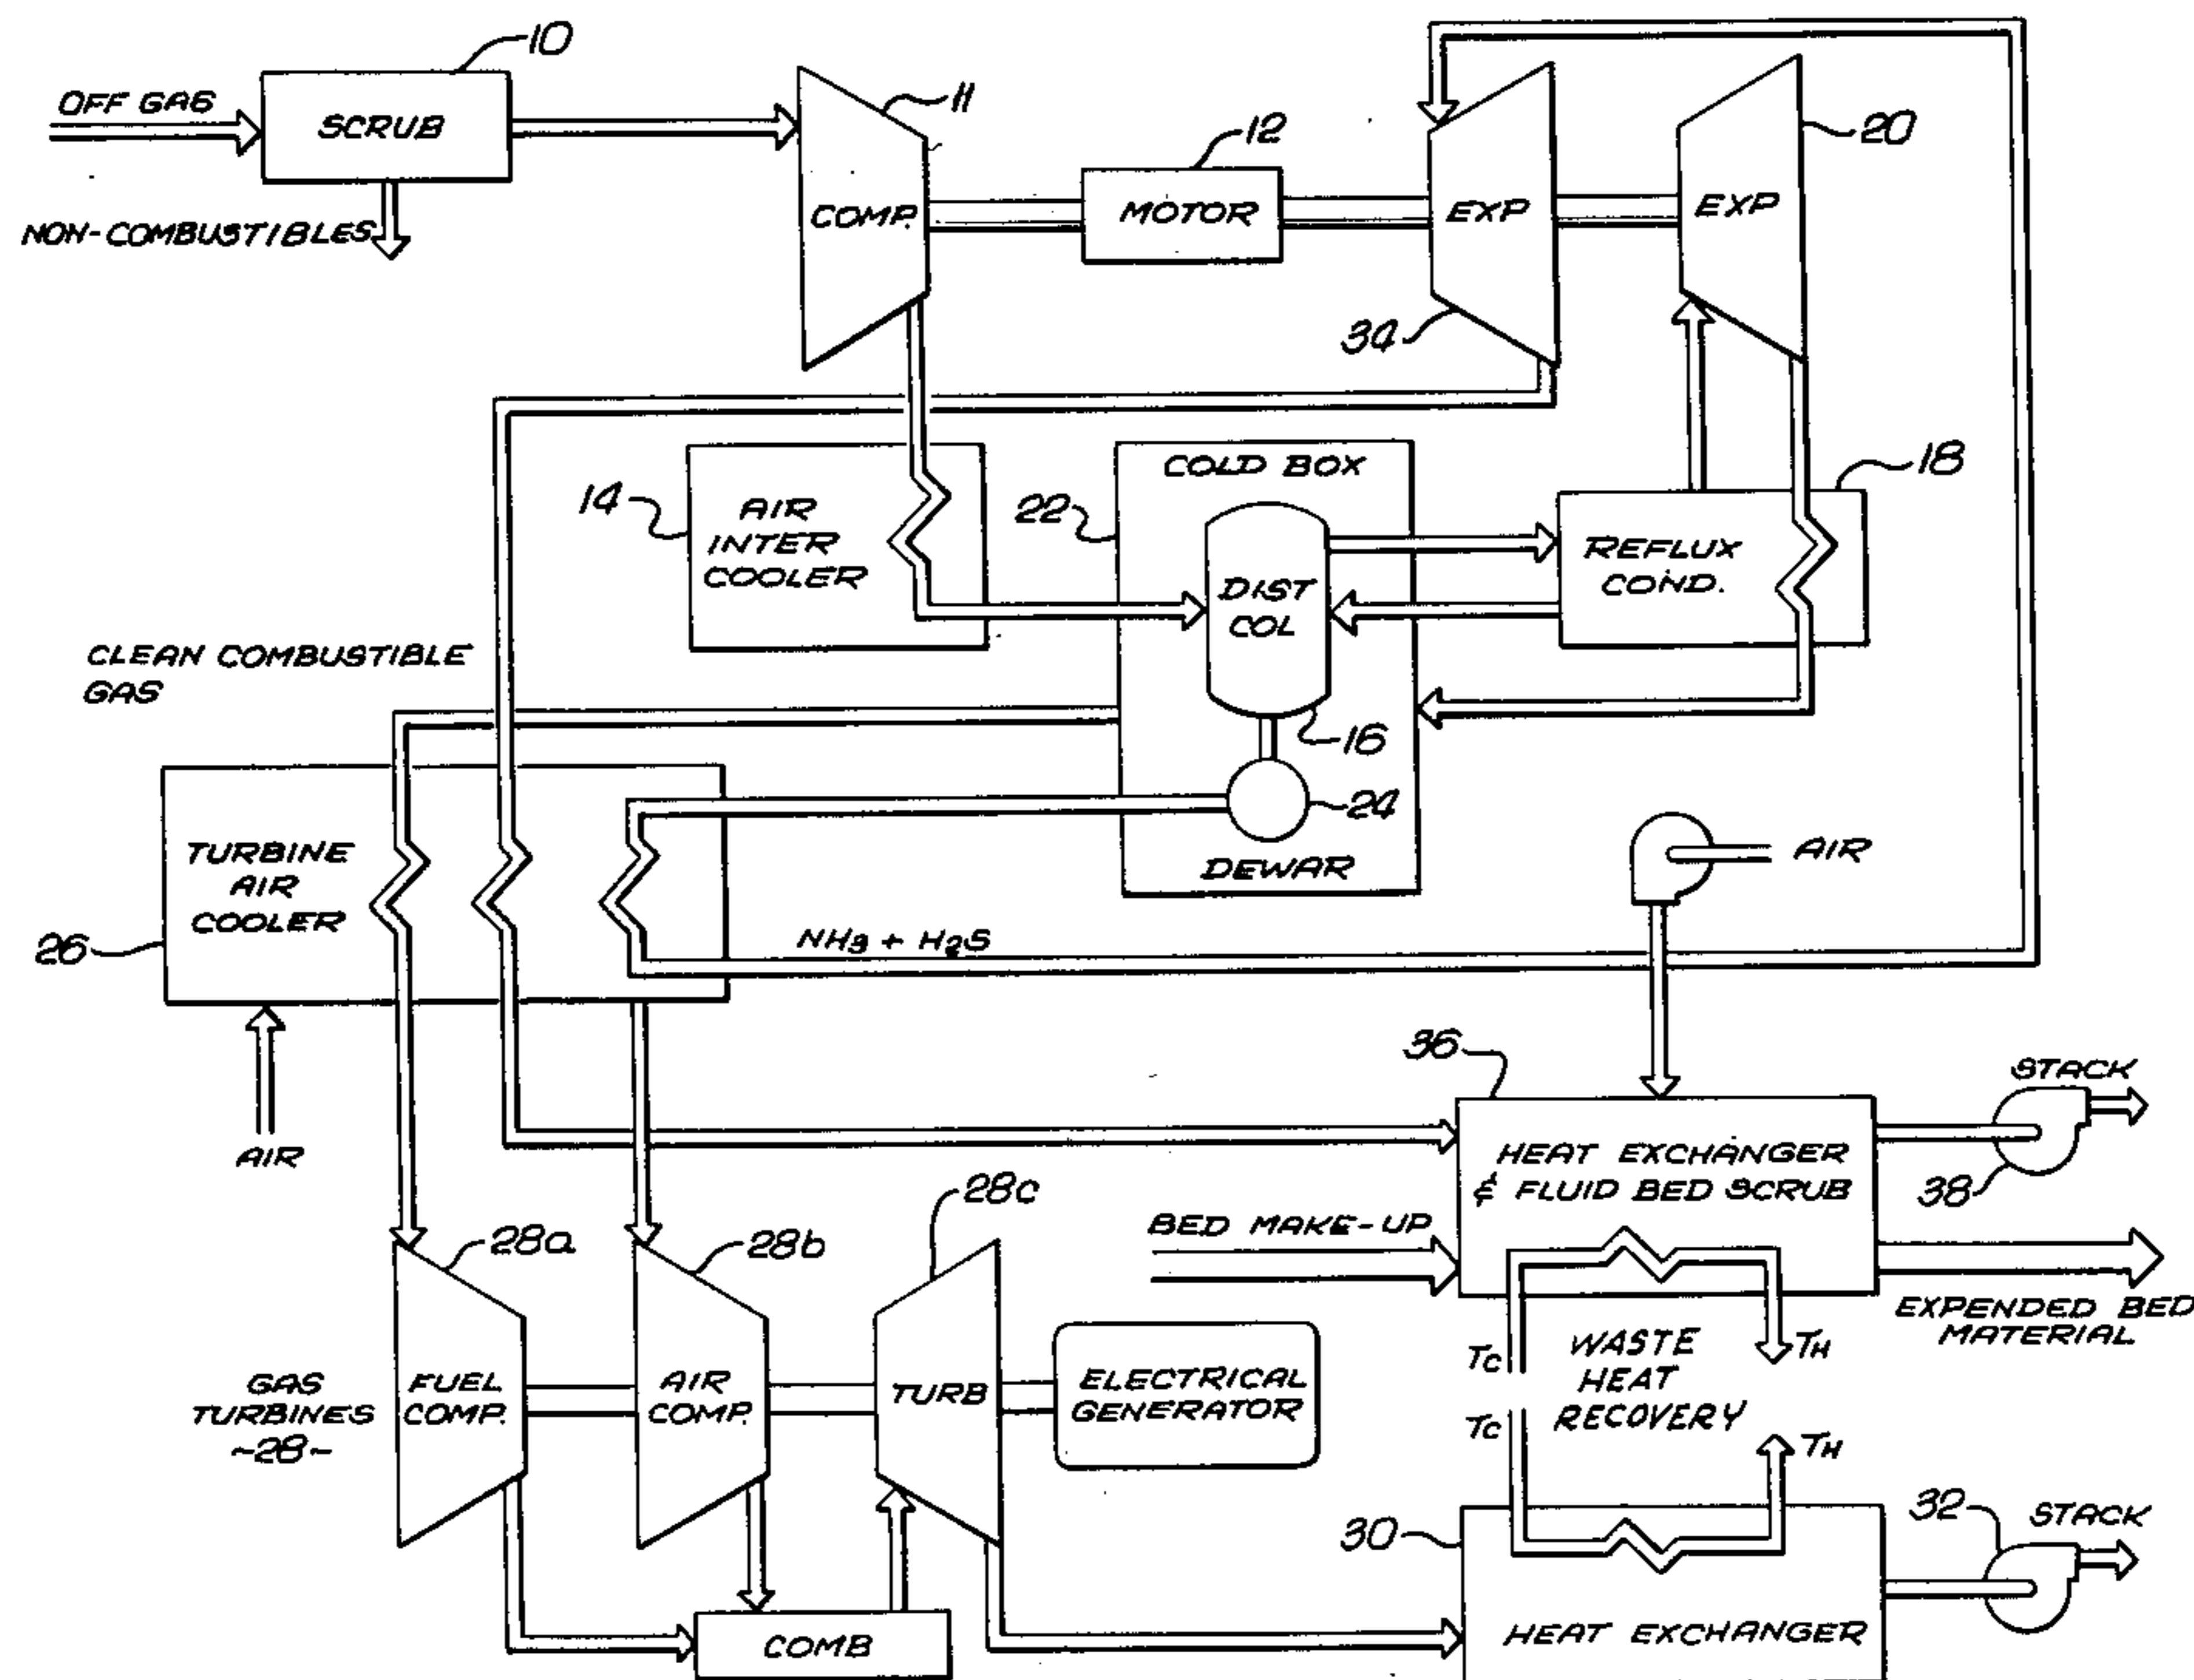 10
OFF GAS
SCRUB
NON-COMBUSTIBLES
11
COMP.
12
MOTOR
EXP
34
EXP
20
14
AIR
INTER
COOLER
COLD BOX
22
DIST
COL
16
24
DEWAR
18
REFLUX
COND.
CLEAN COMBUSTIBLE
GAS
TURBINE
AIR
COOLER
26
AIR
NH3 + H2S
AIR
36
HEAT EXCHANGER
& FLUID BED SCRUB
STACK
38
BED MAKE-UP
EXPENDED BED
MATERIAL
TC
WASTE
HEAT
RECOVERY
TH
TC
TH
GAS
TURBINES
~28~
28a
FUEL
COMP.
28b
AIR
COMP.
28c
TURB
ELECTRICAL
GENERATOR
COMB
30
HEAT EXCHANGER
32
STACK